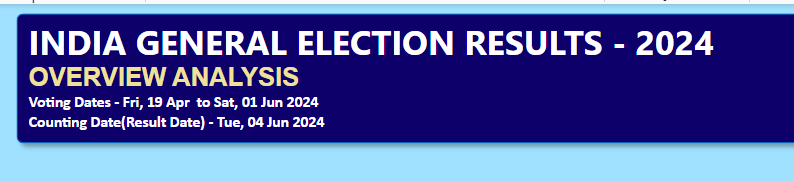 INDIA GENERAL ELECTION RESULTS - 2024
OVERVIEW ANALYSIS
Voting Dates - Fri, 19 Apr to Sat, 01 Jun 2024
Counting Date(Result Date) - Tue, 04 Jun 2024